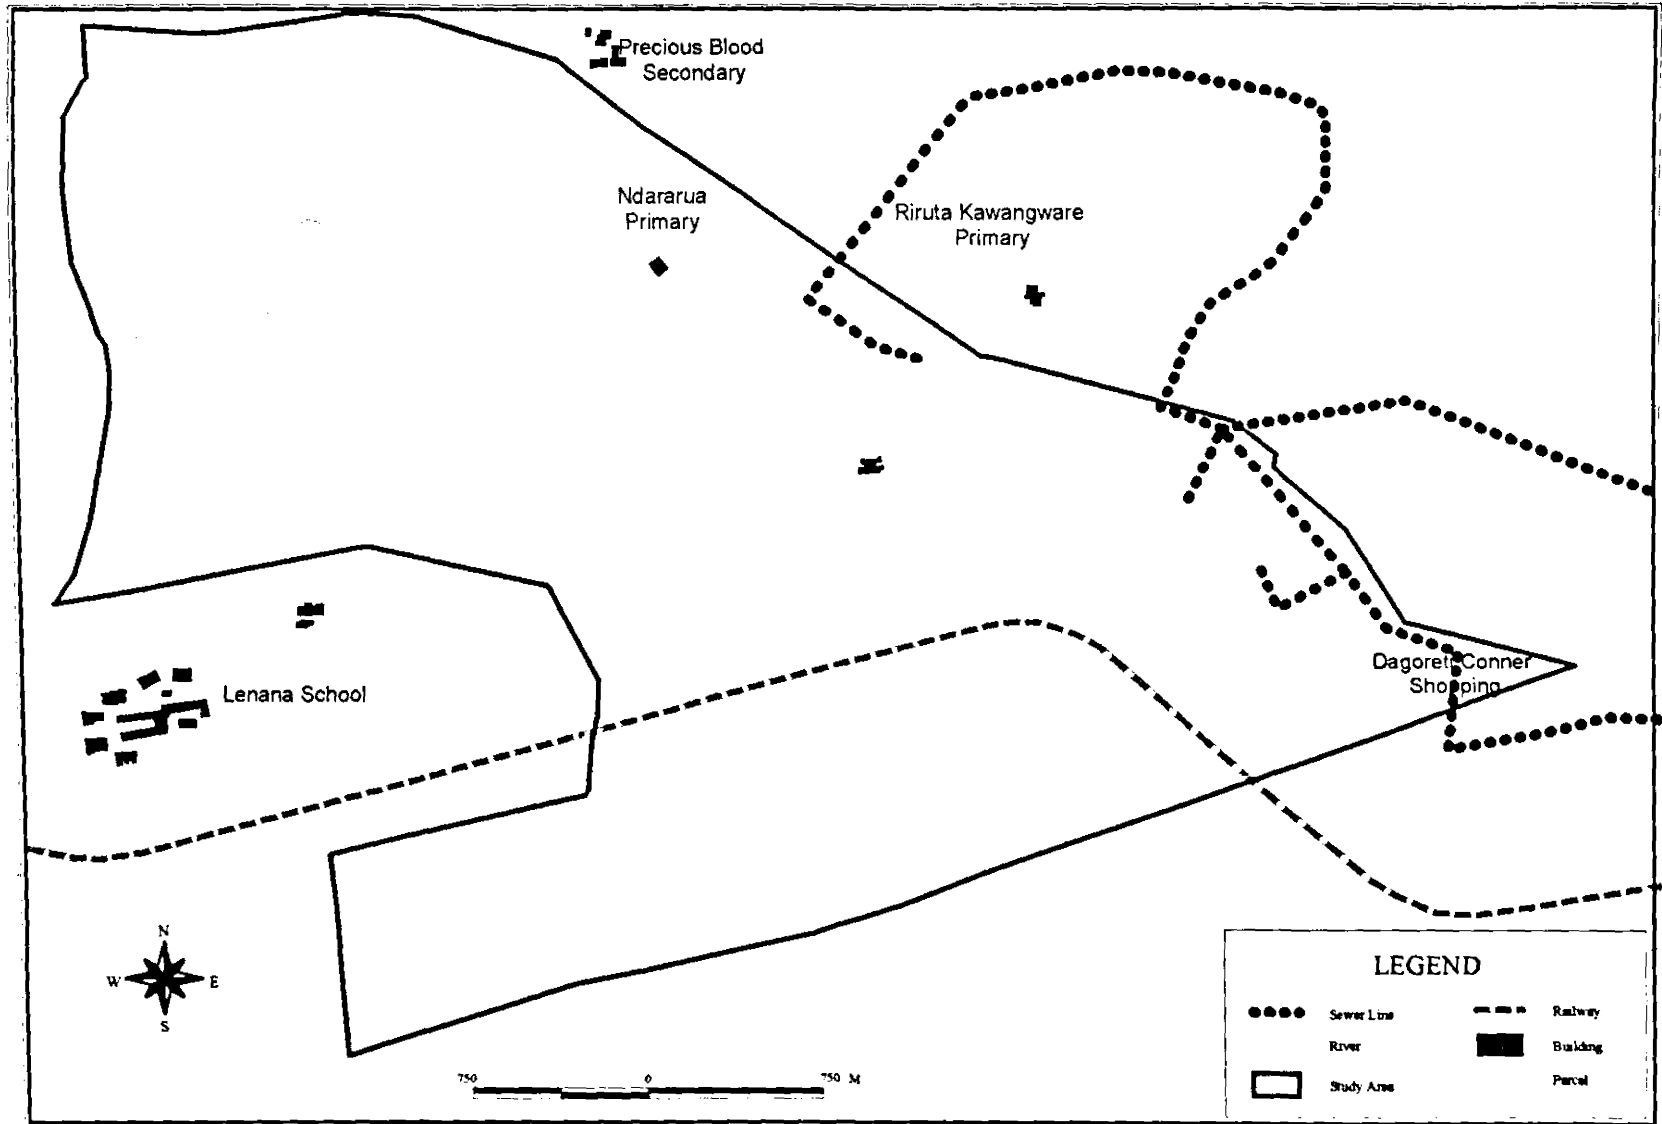 Precious Blood
Secondary
Ndararua
Primary
Riruta Kawangware
Primary
Dagoreti Conner
Shopping
Lenana School
N
W E
S
750 0 750 M
LEGEND
Sewer Line
Railway
River
Building
Study Area
Parcel